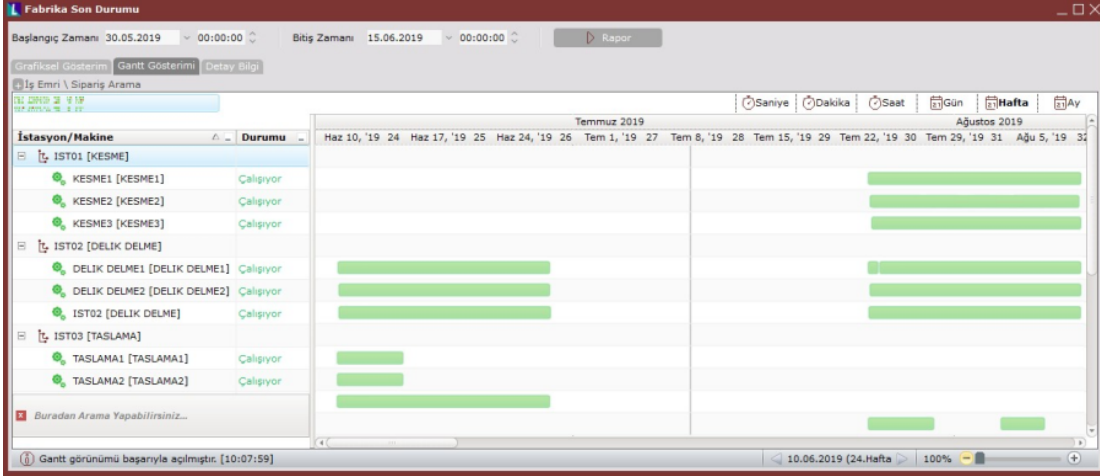 Fabrika Son Durumu
Başlangıç Zamanı 30.05.2019 00:00:00 Bitiş Zamanı 15.06.2019 00:00:00 Rapor
Grafiksel Gösterim Gantt Gösterimi Detay Bilgi
İş Emri \ Sipariş Arama
Saniye Dakika Saat Gün Hafta Ay
Temmuz 2019 Ağustos 2019
İstasyon/Makine Durumu Haz 10, '19 24 Haz 17, '19 25 Haz 24, '19 26 Tem 1, '19 27 Tem 8, '19 28 Tem 15, '19 29 Tem 22, '19 30 Tem 29, '19 31 Ağu 5, '19 32
IST01 [KESME]
KESME1 [KESME1] Çalışıyor
KESME2 [KESME2] Çalışıyor
KESME3 [KESME3] Çalışıyor
IST02 [DELIK DELME]
DELIK DELME1 [DELIK DELME1] Çalışıyor
DELIK DELME2 [DELIK DELME2] Çalışıyor
IST02 [DELIK DELME] Çalışıyor
IST03 [TASLAMA]
TASLAMA1 [TASLAMA1] Çalışıyor
TASLAMA2 [TASLAMA2] Çalışıyor
Buradan Arama Yapabilirsiniz...
Gantt görünümü başarıyla açılmıştır. [10:07:59] 10.06.2019 (24.Hafta 100%